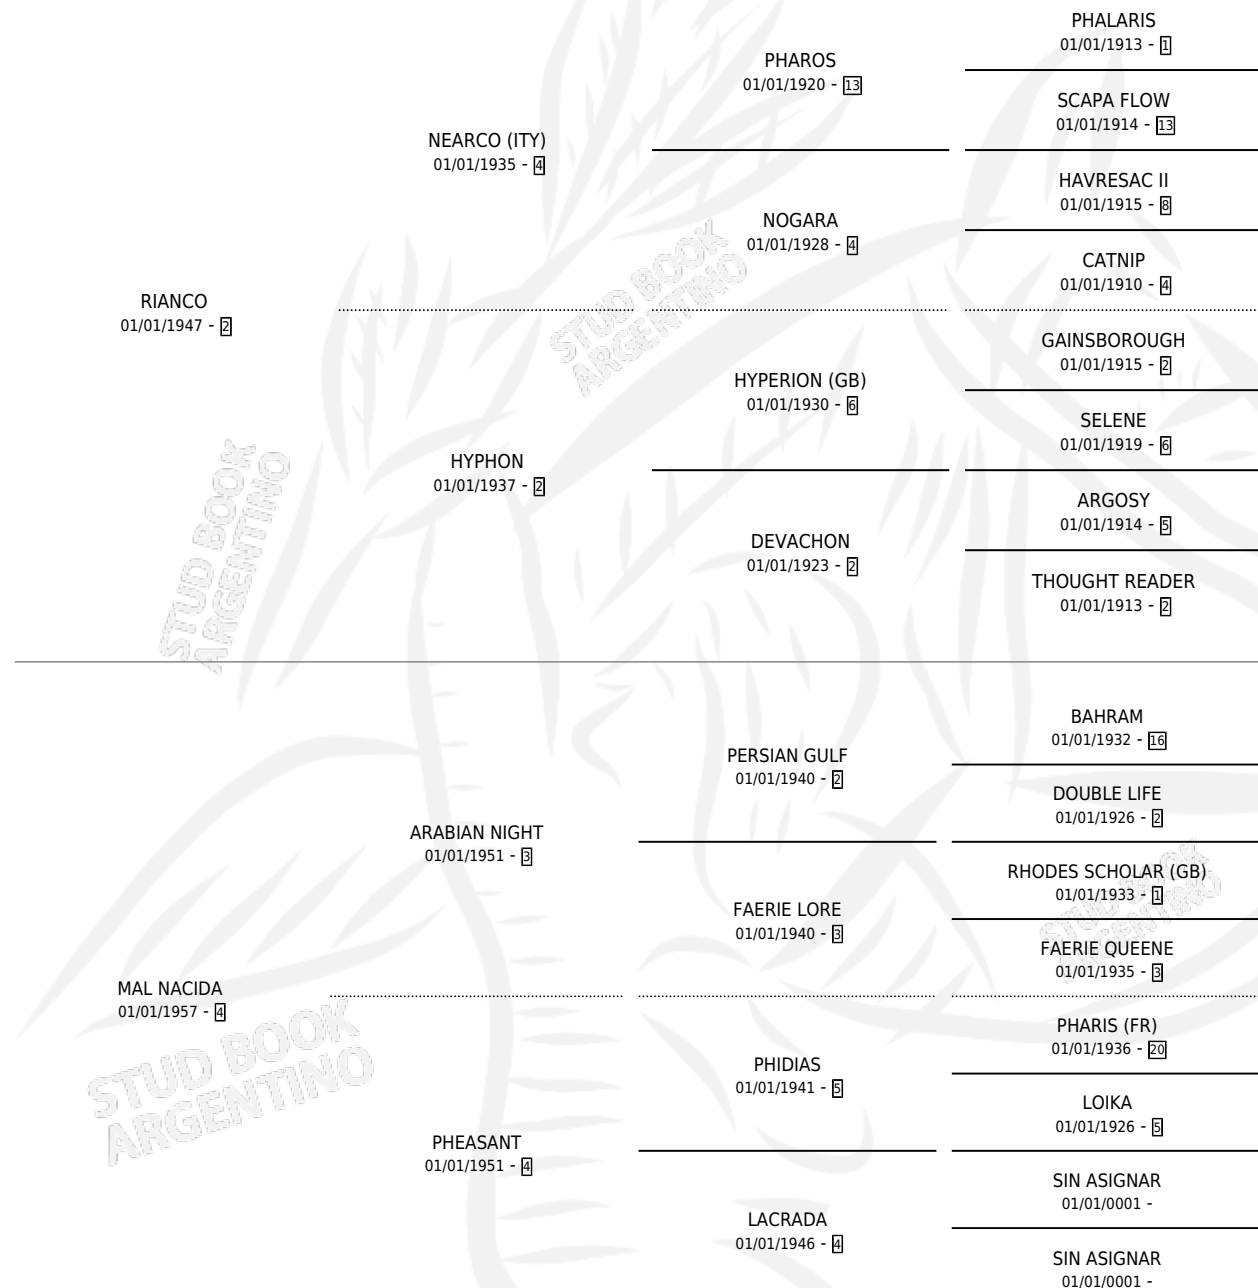 PHALARIS
01/01/1913 - 1
PHAROS
01/01/1920 - 13
SCAPA FLOW
01/01/1914 - 13
NEARCO (ITY)
01/01/1935 - 4
HAVRESAC II
01/01/1915 - 8
NOGARA
01/01/1928 - 4
CATNIP
01/01/1910 - 4
RIANCO
01/01/1947 - 2
STUD BOOK
ARGENTINO
GAINSBOROUGH
01/01/1915 - 2
HYPERION (GB)
01/01/1930 - 6
SELENE
01/01/1919 - 6
HYPHON
01/01/1937 - 2
ARGOSY
01/01/1914 - 5
DEVACHON
01/01/1923 - 2
THOUGHT READER
01/01/1913 - 2
STUD BOOK
ARGENTINO
BAHRAM
01/01/1932 - 16
PERSIAN GULF
01/01/1940 - 2
DOUBLE LIFE
01/01/1926 - 2
ARABIAN NIGHT
01/01/1951 - 3
RHODES SCHOLAR (GB)
01/01/1933 - 1
STUD BOOK
ARGENTINO
FAERIE LORE
01/01/1940 - 3
FAERIE QUEENE
01/01/1935 - 3
MAL NACIDA
01/01/1957 - 4
STUD BOOK
ARGENTINO
PHARIS (FR)
01/01/1936 - 20
PHIDIAS
01/01/1941 - 5
LOIKA
01/01/1926 - 5
PHEASANT
01/01/1951 - 4
SIN ASIGNAR
01/01/0001 -
LACRADA
01/01/1946 - 4
SIN ASIGNAR
01/01/0001 -